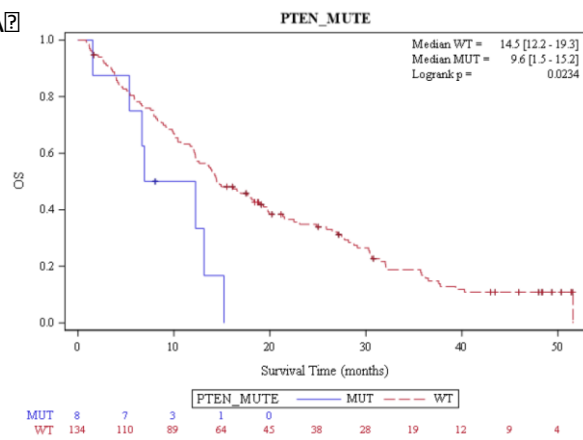 A
PTEN_MUTE
Median WT = 14.5 [12.2 - 19.3]
Median MUT = 9.6 [1.5 - 15.2]
Logrank p = 0.0234
1.0
0.8
0.6
0.4
0.2
0.0
OS
0 10 20 30 40 50
Survival Time (months)
PTEN_MUTE MUT WT
MUT 8 7 3 1 0
WT 134 110 89 64 45 38 28 19 12 9 4